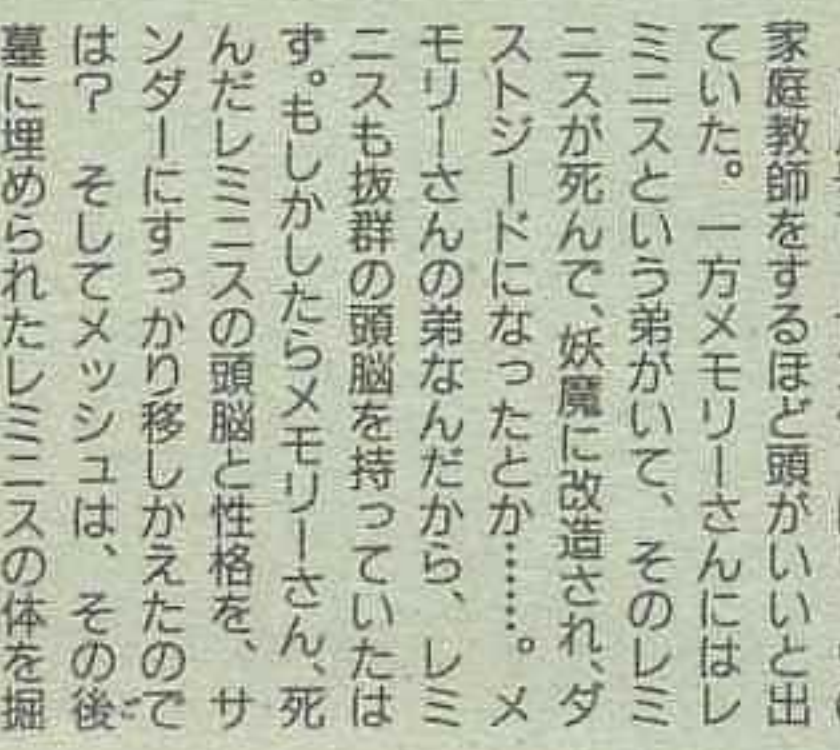 家庭教師をするほど頭がいいと出
ていた。一方メモリーさんにはレ
ミニスという弟がいて、そのレミ
ニスが死んで、妖魔に改造され、ダ
ストジードになったとか……。メ
モリーさんの弟なんだから、レミ
ニスも抜群の頭脳を持っていたは
ず。もしかしたらメモリーさん、死
んだレミニスの頭脳と性格を、サ
ンダーにすっかり移しかえたので
は？　そしてメッシュは、その後
墓に埋められたレミニスの体を掘